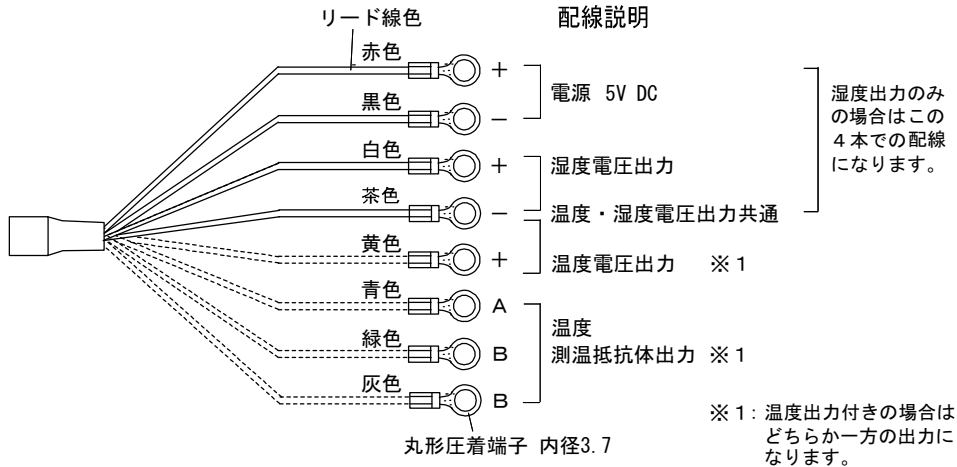 リード線色
配線説明
赤色
+
電源 5V DC
黒色
−
白色
+
湿度電圧出力
茶色
−
温度・湿度電圧出力共通
黄色
+
温度電圧出力 ※1
青色
A
温度
緑色
B
測温抵抗体出力 ※1
灰色
B
湿度出力のみ
の場合はこの
4本での配線
になります。
丸形圧着端子 内径3.7
※1: 温度出力付きの場合は
どちらか一方の出力に
なります。